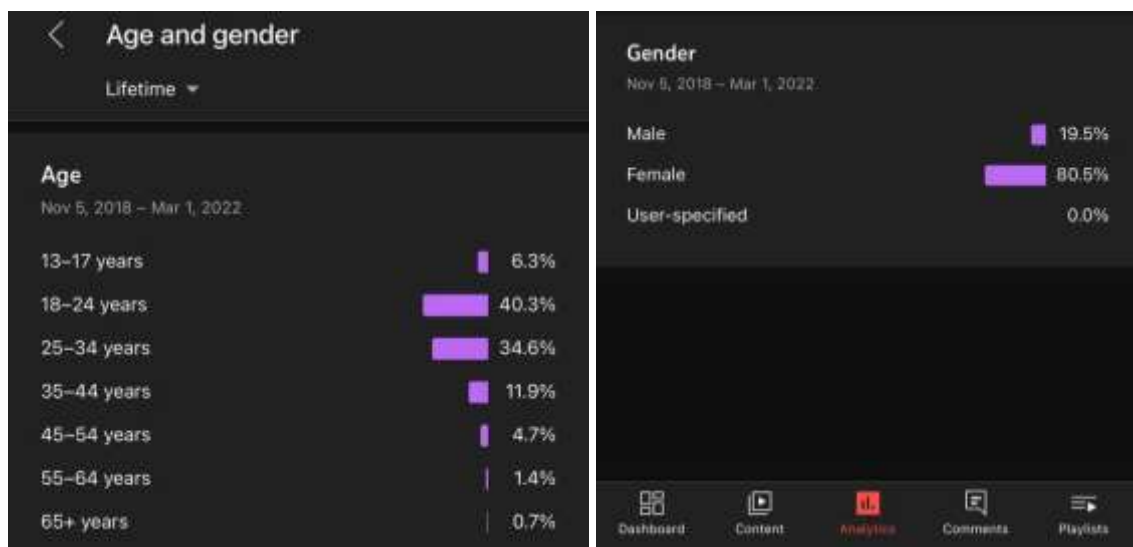 Age and gender
Lifetime
Age
Nov 5, 2018 – Mar 1, 2022
13–17 years 6.3%
18–24 years 40.3%
25–34 years 34.6%
35–44 years 11.9%
45–54 years 4.7%
55–64 years 1.4%
65+ years 0.7%
Gender
Nov 5, 2018 – Mar 1, 2022
Male 19.5%
Female 80.5%
User-specified 0.0%
Dashboard Content Analytics Comments Playlists